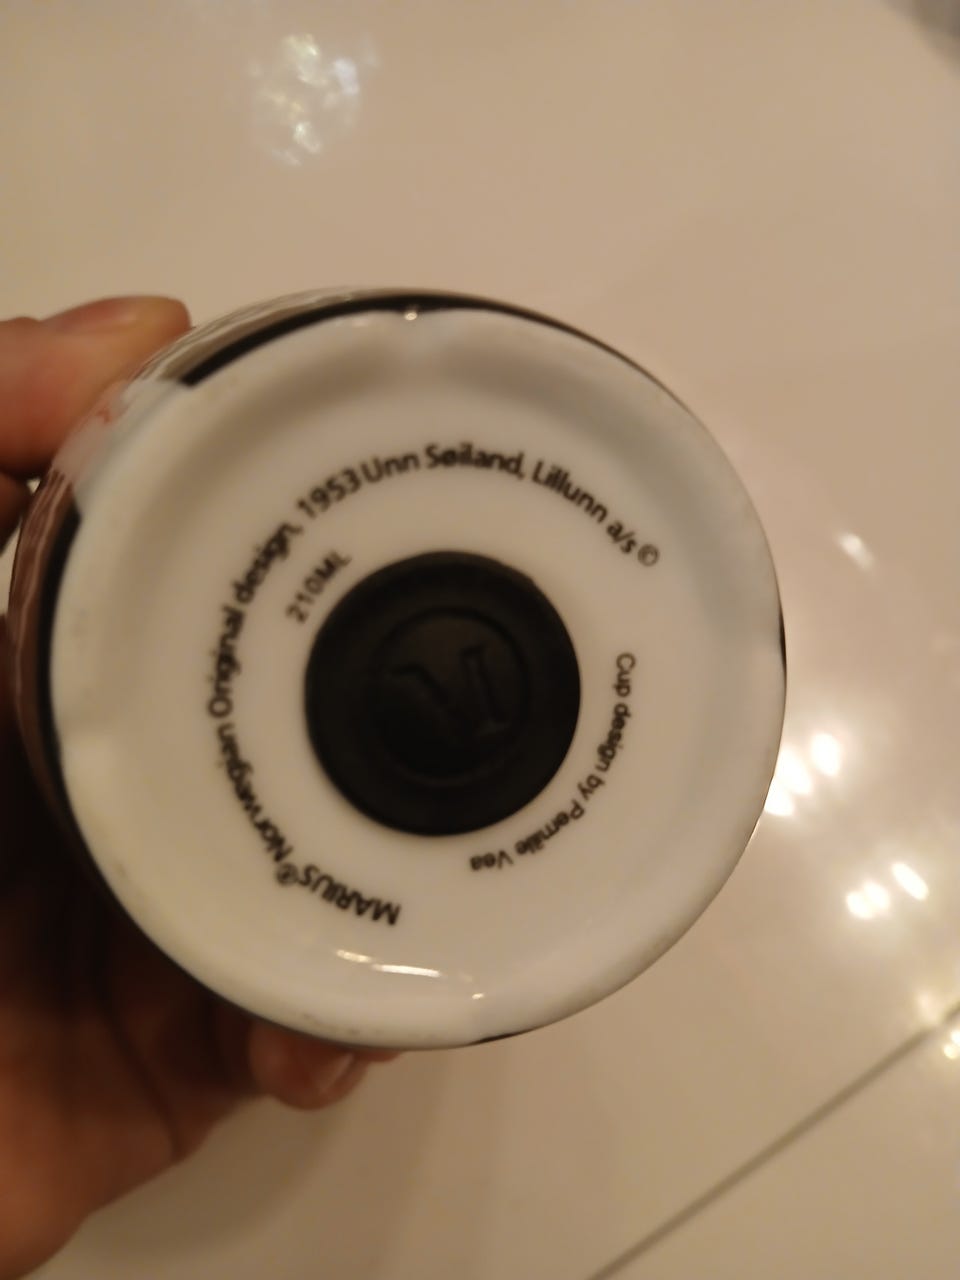 MARIUS® Norwegian Original design, 1953 Unn Søiland, Lillunn a/s ©
210ML
Cup design by Pernille Vea
M